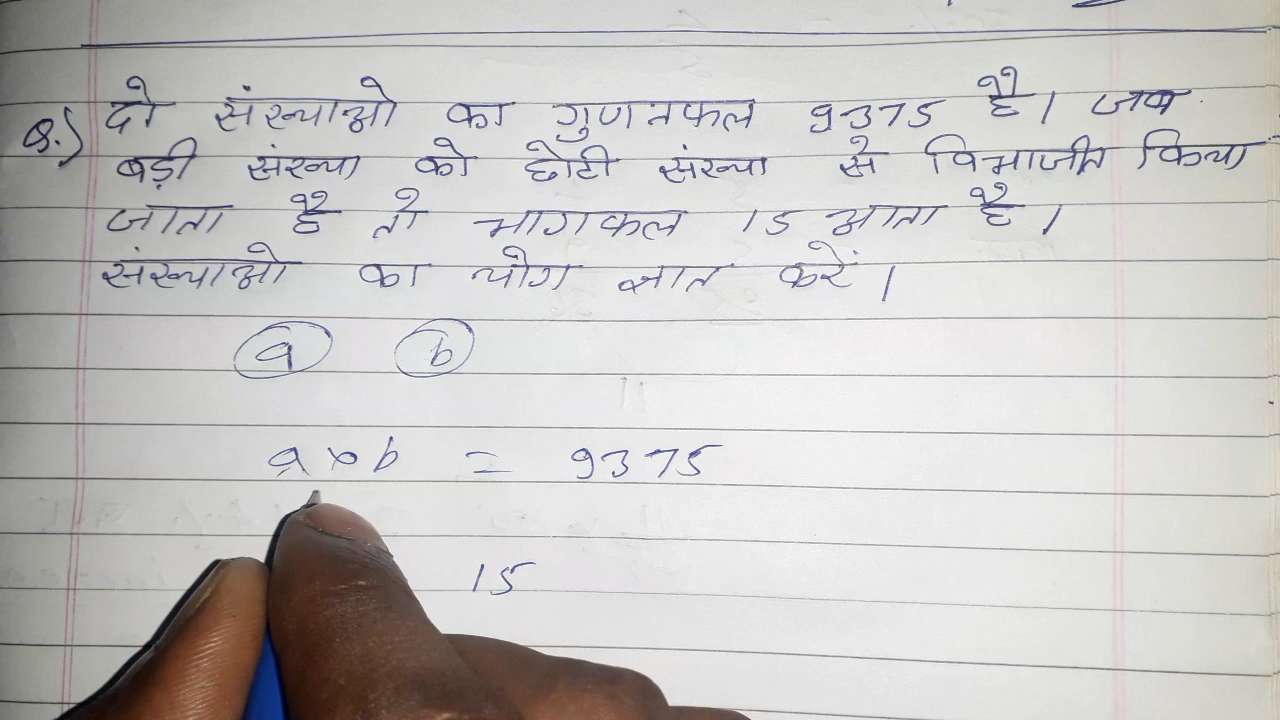 Q.) दो संख्याओ का गुणनफल 9375 है। जब
बड़ी संख्या को छोटी संख्या से विभाजीत किया
जाता है तो भागफल 15 आता है।
संख्याओ का योग ज्ञात करें।
a b
a x b = 9375
15